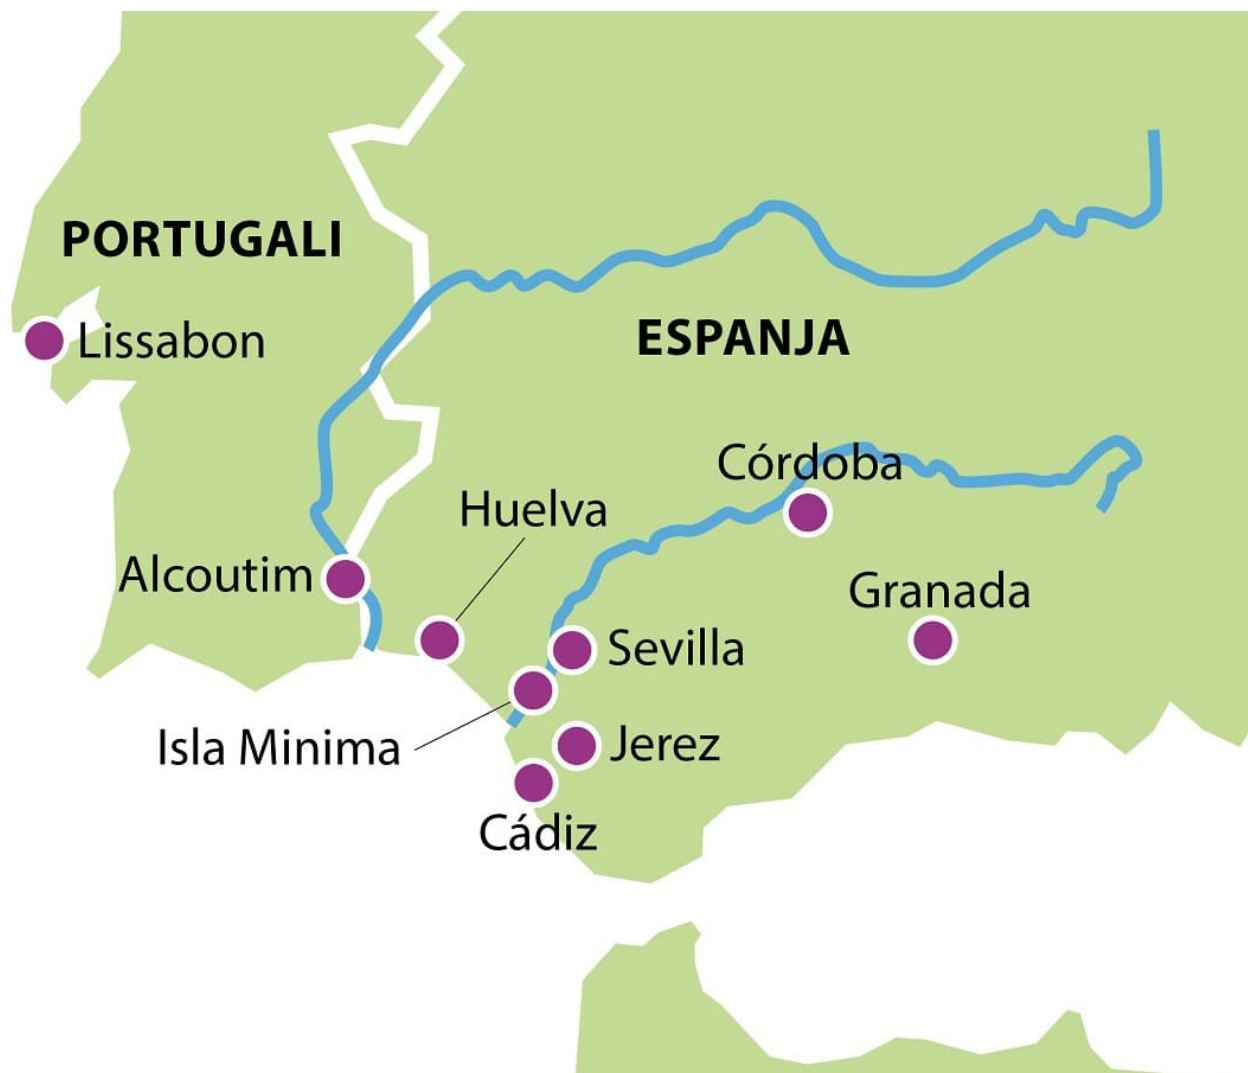 PORTUGALI
Lissabon
ESPANJA
Córdoba
Huelva
Alcoutim
Granada
Sevilla
Isla Minima
Jerez
Cádiz